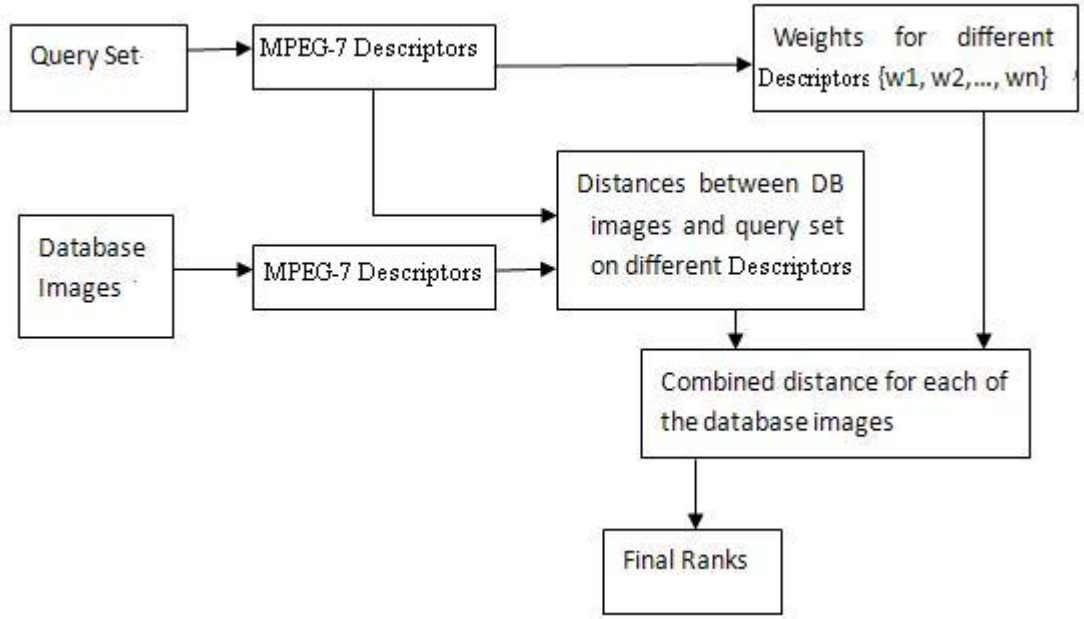 Query Set
MPEG-7 Descriptors
Weights for different
Descriptors {w1, w2,..., wn}
Distances between DB
images and query set
on different Descriptors
Database
Images
MPEG-7 Descriptors
Combined distance for each of
the database images
Final Ranks